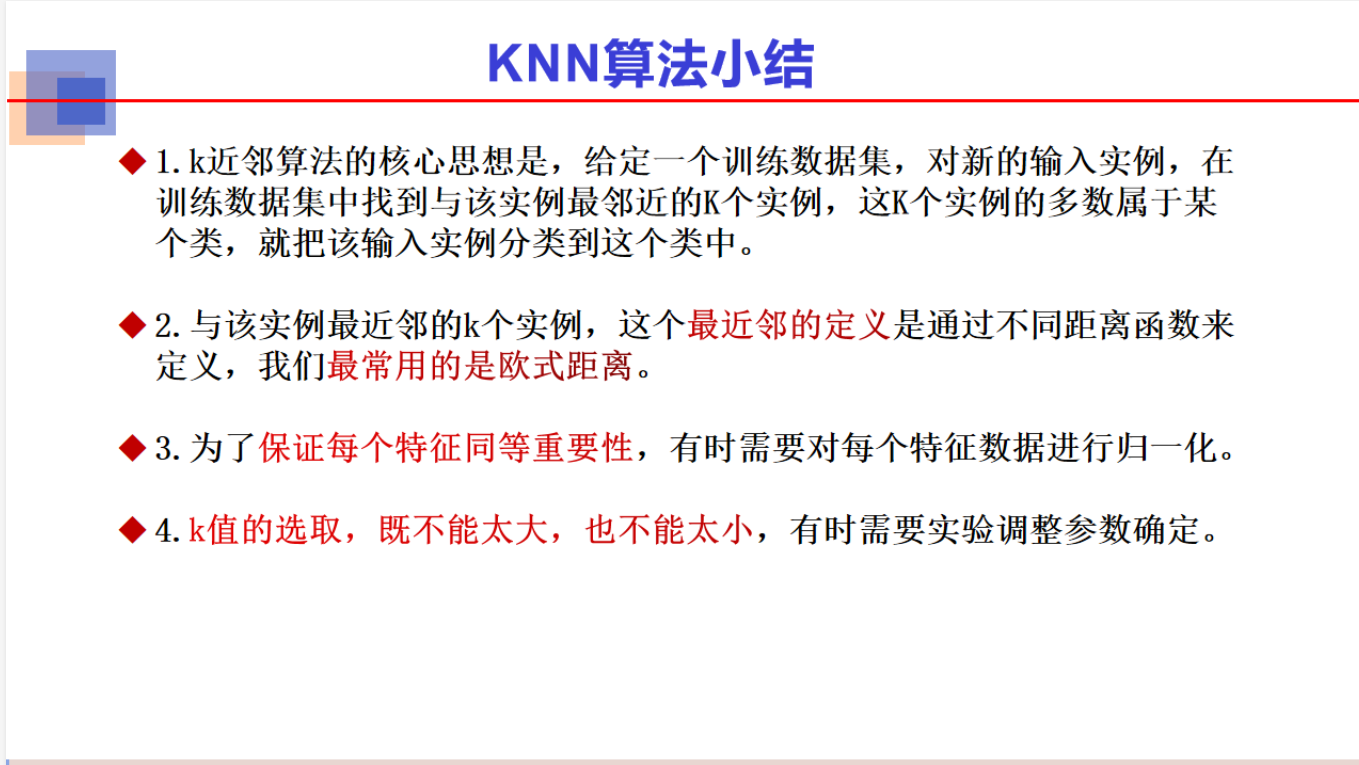 KNN算法小结
1.k近邻算法的核心思想是，给定一个训练数据集，对新的输入实例，在
训练数据集中找到与该实例最邻近的K个实例，这K个实例的多数属于某
个类，就把该输入实例分类到这个类中。
2.与该实例最近邻的k个实例，这个最近邻的定义是通过不同距离函数来
定义，我们最常用的是欧式距离。
3.为了保证每个特征同等重要性，有时需要对每个特征数据进行归一化。
4.k值的选取，既不能太大，也不能太小，有时需要实验调整参数确定。